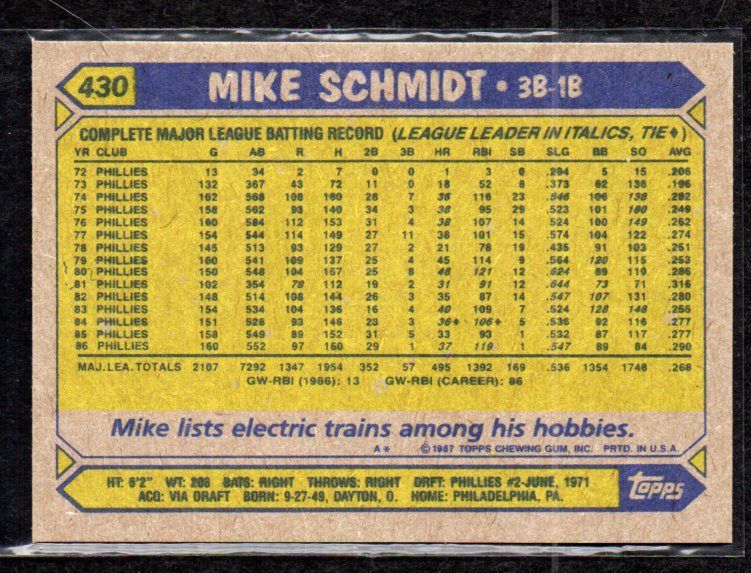 430 MIKE SCHMIDT • 3B-1B
COMPLETE MAJOR LEAGUE BATTING RECORD (LEAGUE LEADER IN ITALICS, TIE♦)
YR CLUB G AB R H 2B 3B HR RBI SB SLG BB SO AVG
72 PHILLIES 13 34 2 7 0 0 1 3 0 .294 5 15 .206
73 PHILLIES 132 367 43 72 11 0 18 52 8 .373 62 136 .196
74 PHILLIES 162 568 108 160 28 7 36 116 23 .546 106 138 .282
75 PHILLIES 158 562 93 140 34 3 38 95 29 .523 101 180 .249
76 PHILLIES 160 584 112 153 31 4 38 107 14 .524 100 149 .262
77 PHILLIES 154 544 114 149 27 11 38 101 15 .574 104 122 .274
78 PHILLIES 145 513 93 129 27 2 21 78 19 .435 91 103 .251
79 PHILLIES 160 541 109 137 25 4 45 114 9 .564 120 115 .253
80 PHILLIES 150 548 104 157 25 8 48 121 12 .624 89 119 .286
81 PHILLIES 102 354 78 112 19 2 31 91 12 .644 73 71 .316
82 PHILLIES 148 514 108 144 26 3 35 87 14 .547 107 131 .280
83 PHILLIES 154 534 104 136 16 4 40 109 7 .524 128 148 .255
84 PHILLIES 151 528 93 146 23 3 36♦ 106♦ 5 .536 92 116 .277
85 PHILLIES 158 549 89 152 31 5 33 93 1 .532 87 117 .277
86 PHILLIES 160 552 97 160 29 1 37 119 1 .547 89 84 .290
MAJ.LEA.TOTALS 2107 7292 1347 1954 352 57 495 1392 169 .536 1354 1748 .268
GW-RBI (1986): 13 GW-RBI (CAREER): 86
Mike lists electric trains among his hobbies.
A* © 1987 TOPPS CHEWING GUM, INC. PRTD. IN U.S.A.
HT: 6'2" WT: 208 BATS: RIGHT THROWS: RIGHT DRFT: PHILLIES #2-JUNE, 1971
ACQ: VIA DRAFT BORN: 9-27-49, DAYTON, O. HOME: PHILADELPHIA, PA.
topps